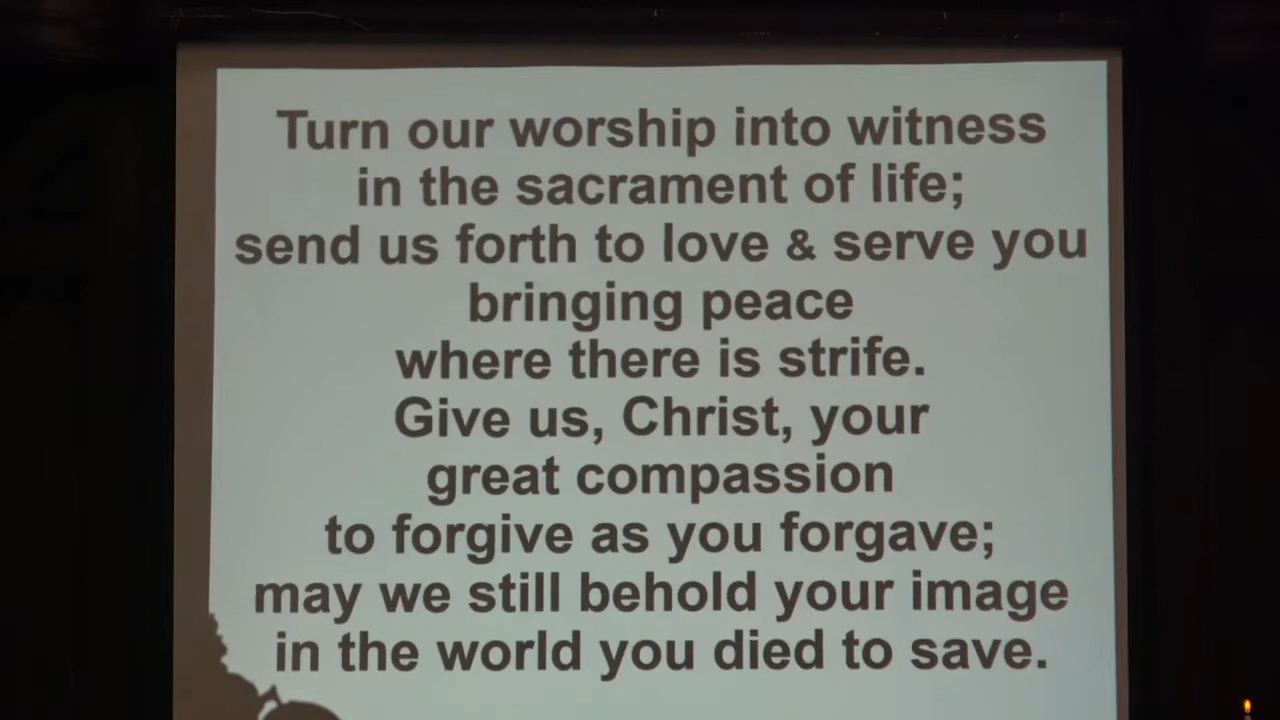 Turn our worship into witness
in the sacrament of life;
send us forth to love & serve you
bringing peace
where there is strife.
Give us, Christ, your
great compassion
to forgive as you forgave;
may we still behold your image
in the world you died to save.